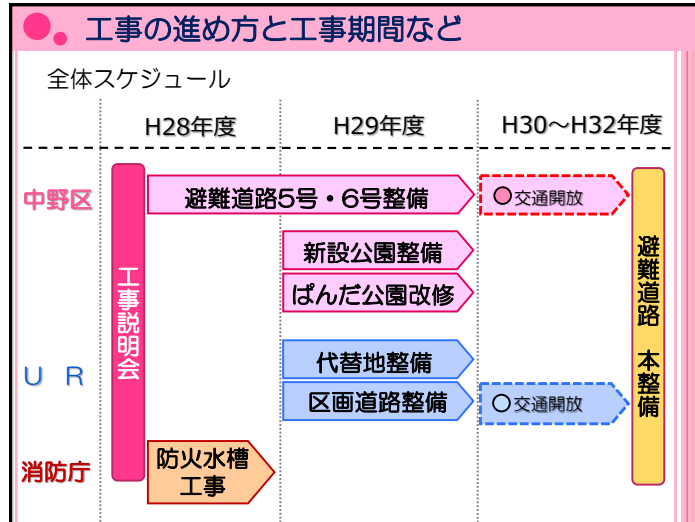 工事の進め方と工事期間など
全体スケジュール
H28年度 H29年度 H30～H32年度
中野区
工事説明会
避難道路5号・6号整備
○交通開放
新設公園整備
ぱんだ公園改修
避難道路 本整備
UR
代替地整備
区画道路整備
○交通開放
消防庁
防火水槽
工事